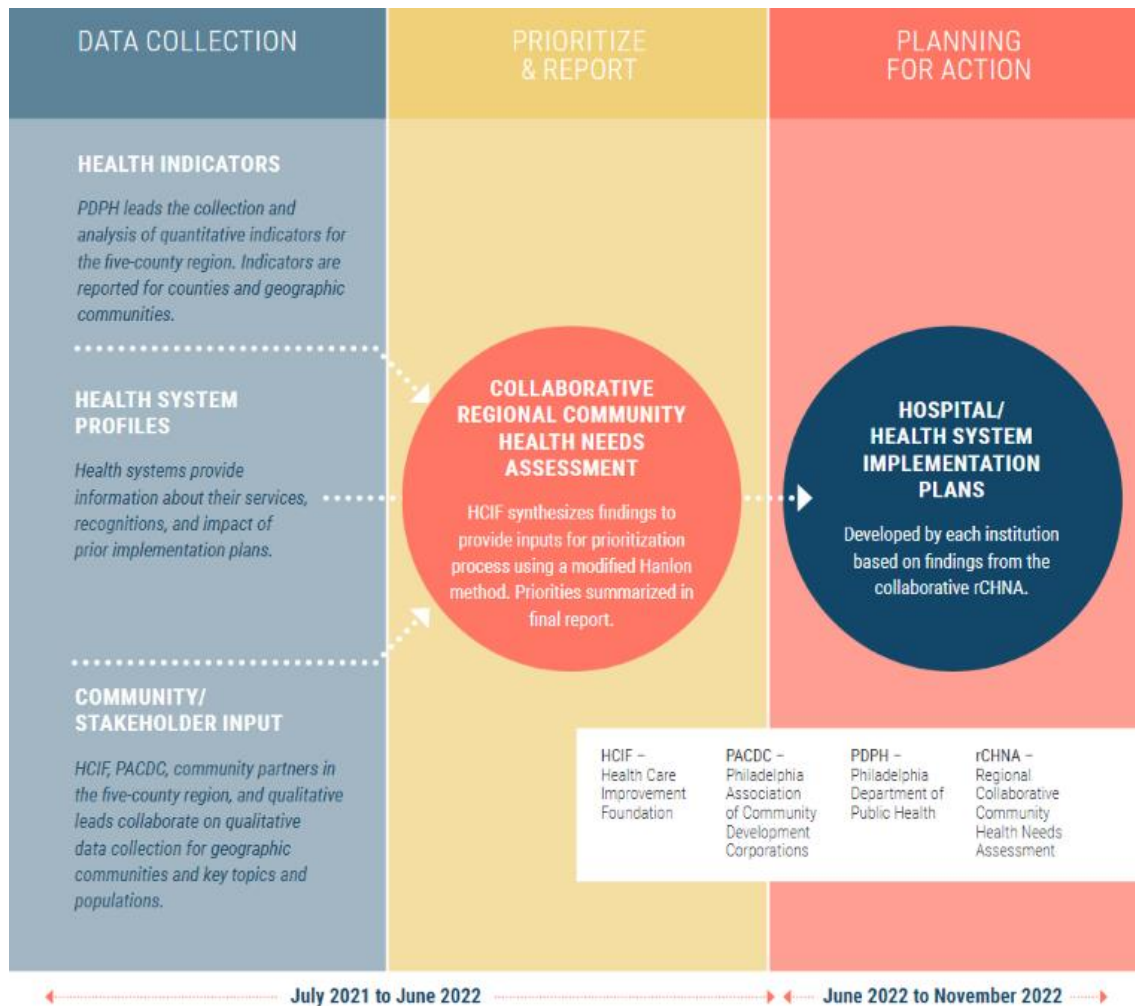 DATA COLLECTION
PRIORITIZE
& REPORT
PLANNING
FOR ACTION
HEALTH INDICATORS
PDPH leads the collection and
analysis of quantitative indicators for
the five-county region. Indicators are
reported for counties and geographic
communities.
HEALTH SYSTEM
PROFILES
Health systems provide
information about their services,
recognitions, and impact of
prior implementation plans.
COMMUNITY/
STAKEHOLDER INPUT
HCIF, PACDC, community partners in
the five-county region, and qualitative
leads collaborate on qualitative
data collection for geographic
communities and key topics and
populations.
COLLABORATIVE
REGIONAL COMMUNITY
HEALTH NEEDS
ASSESSMENT
HCIF synthesizes findings to
provide inputs for prioritization
process using a modified Hanlon
method. Priorities summarized in
final report.
HOSPITAL/
HEALTH SYSTEM
IMPLEMENTATION
PLANS
Developed by each institution
based on findings from the
collaborative rCHNA.
HCIF –
Health Care
Improvement
Foundation
PACDC –
Philadelphia
Association
of Community
Development
Corporations
PDPH –
Philadelphia
Department of
Public Health
rCHNA –
Regional
Collaborative
Community
Health Needs
Assessment
July 2021 to June 2022
June 2022 to November 2022